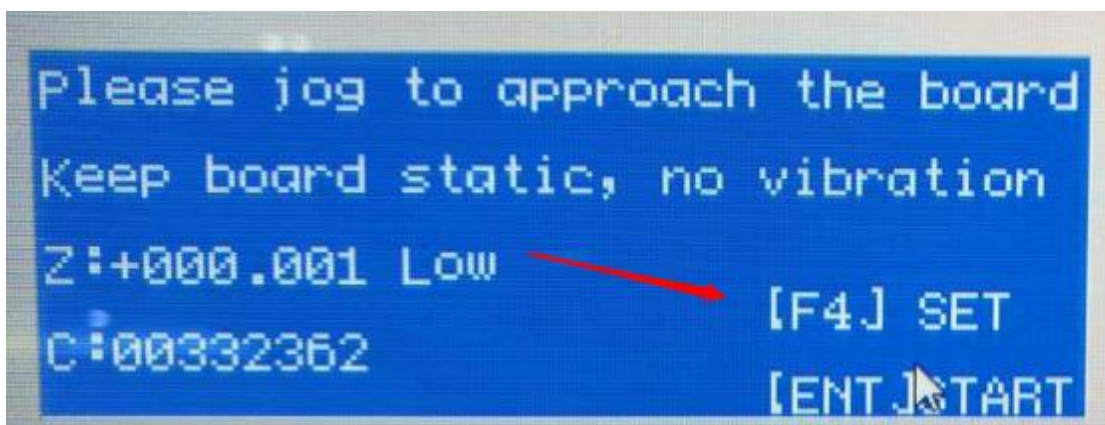 Please jog to approach the board
Keep board static, no vibration
Z:+000.001 Low
[F4] SET
C:00332362
[ENT]START